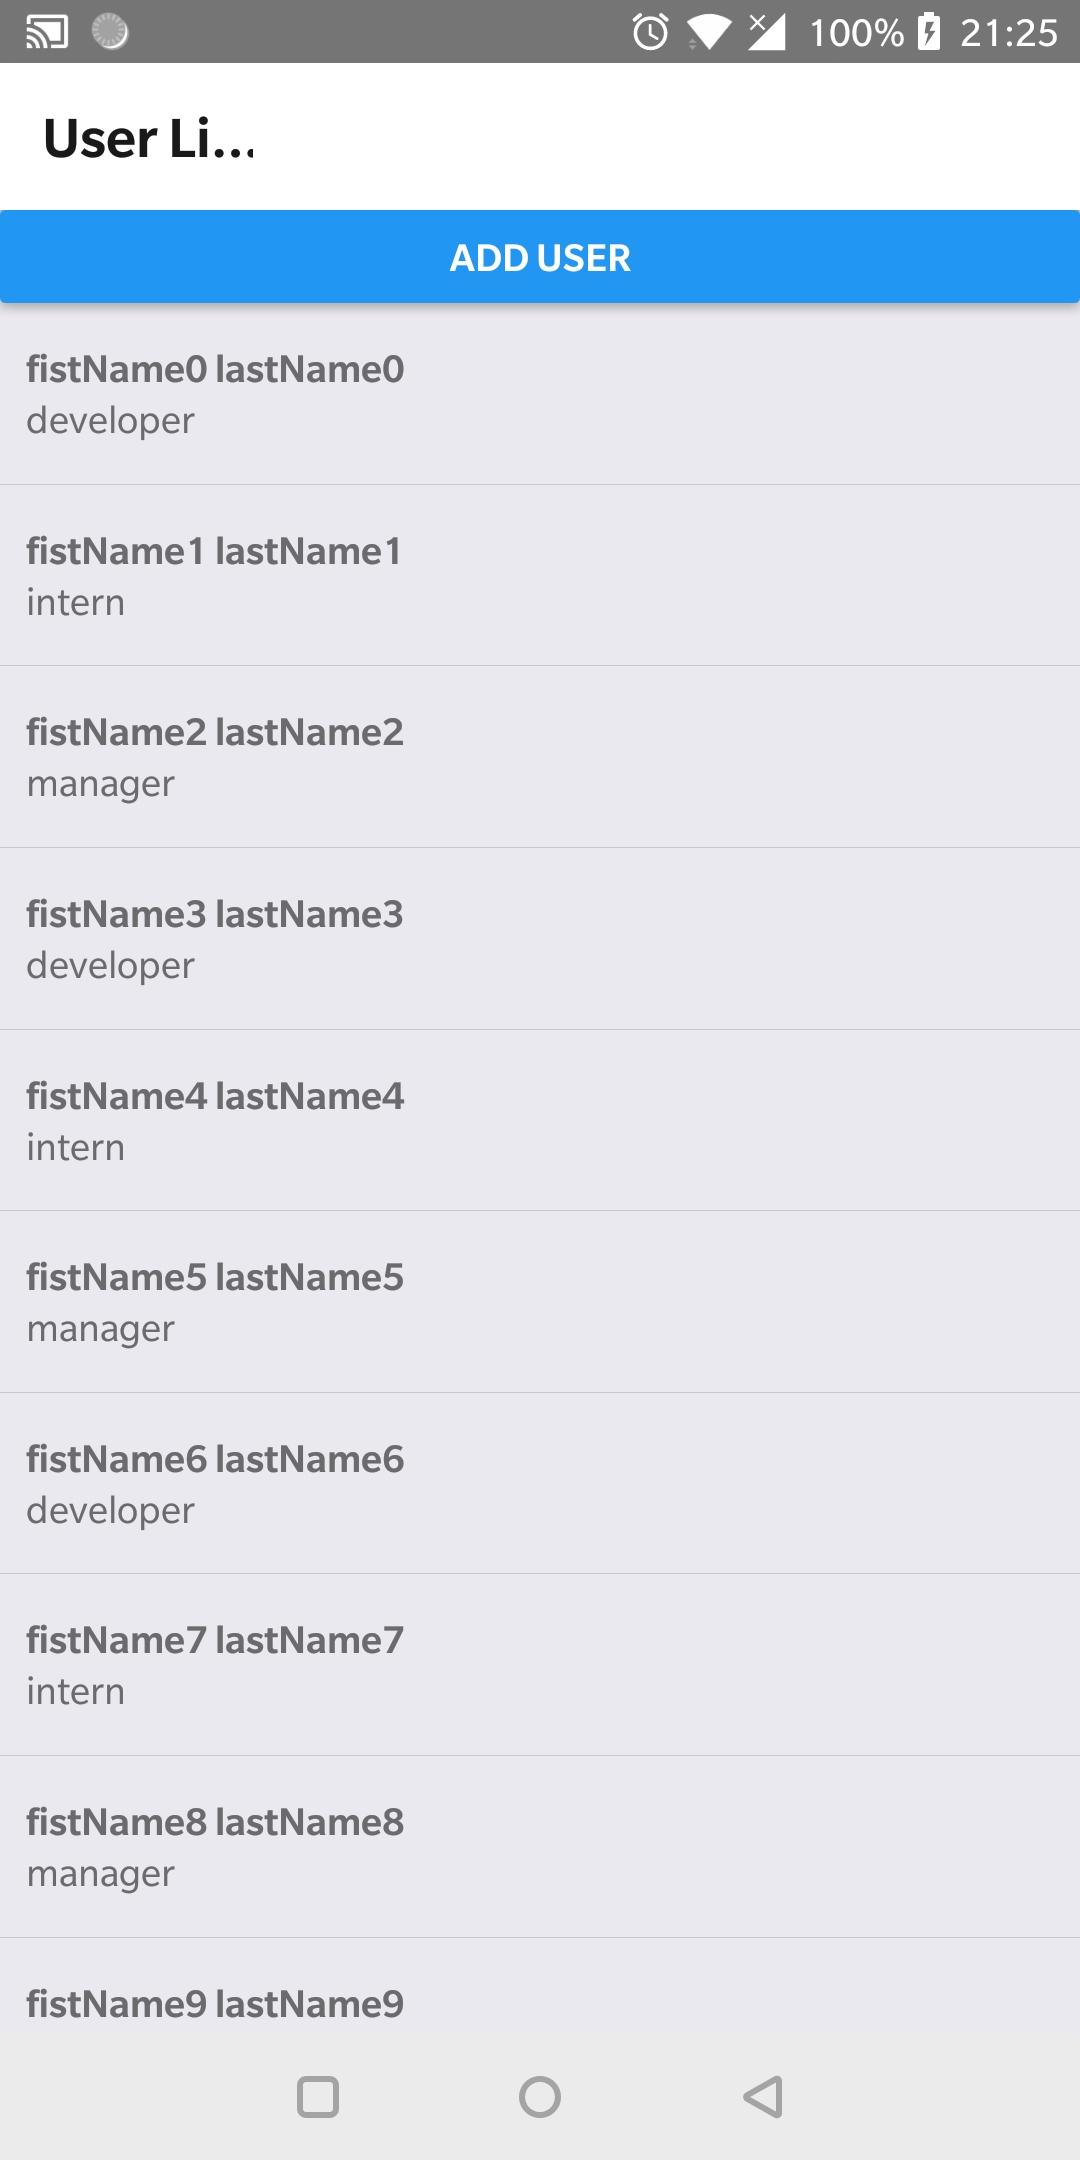 100% 21:25
User Li...
ADD USER
fistName0 lastName0
developer
fistName1 lastName1
intern
fistName2 lastName2
manager
fistName3 lastName3
developer
fistName4 lastName4
intern
fistName5 lastName5
manager
fistName6 lastName6
developer
fistName7 lastName7
intern
fistName8 lastName8
manager
fistName9 lastName9